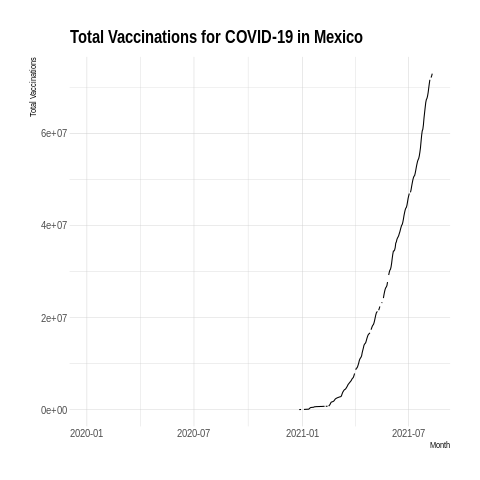 Total Vaccinations for COVID-19 in Mexico
Total Vaccinations
6e+07
4e+07
2e+07
0e+00
2020-01
2020-07
2021-01
2021-07
Month